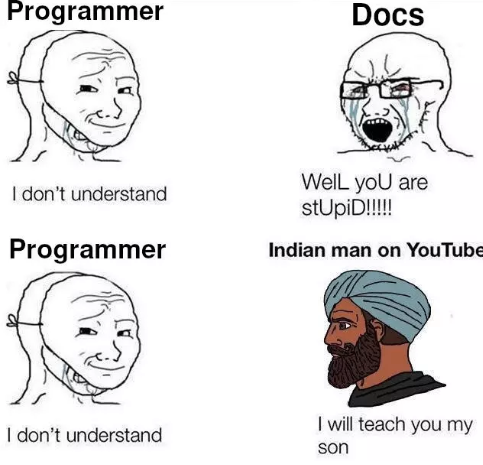 Programmer
Docs
I don't understand
WelL yoU are
stUpiD!!!!!
Programmer
Indian man on YouTube
I don't understand
I will teach you my
son